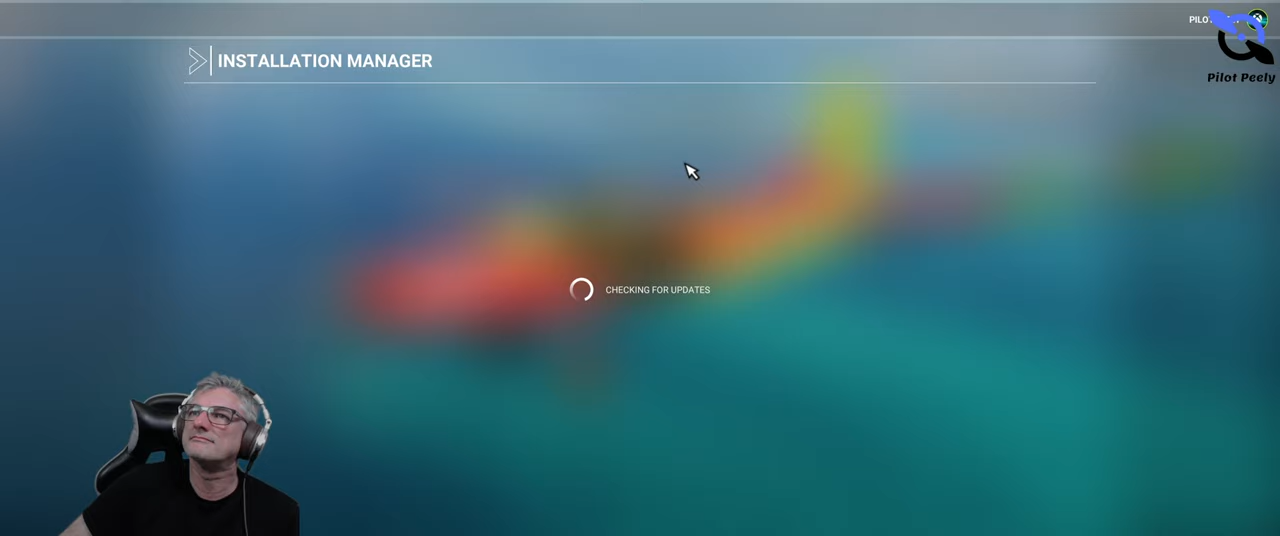 INSTALLATION MANAGER
Pilot Peely
CHECKING FOR UPDATES